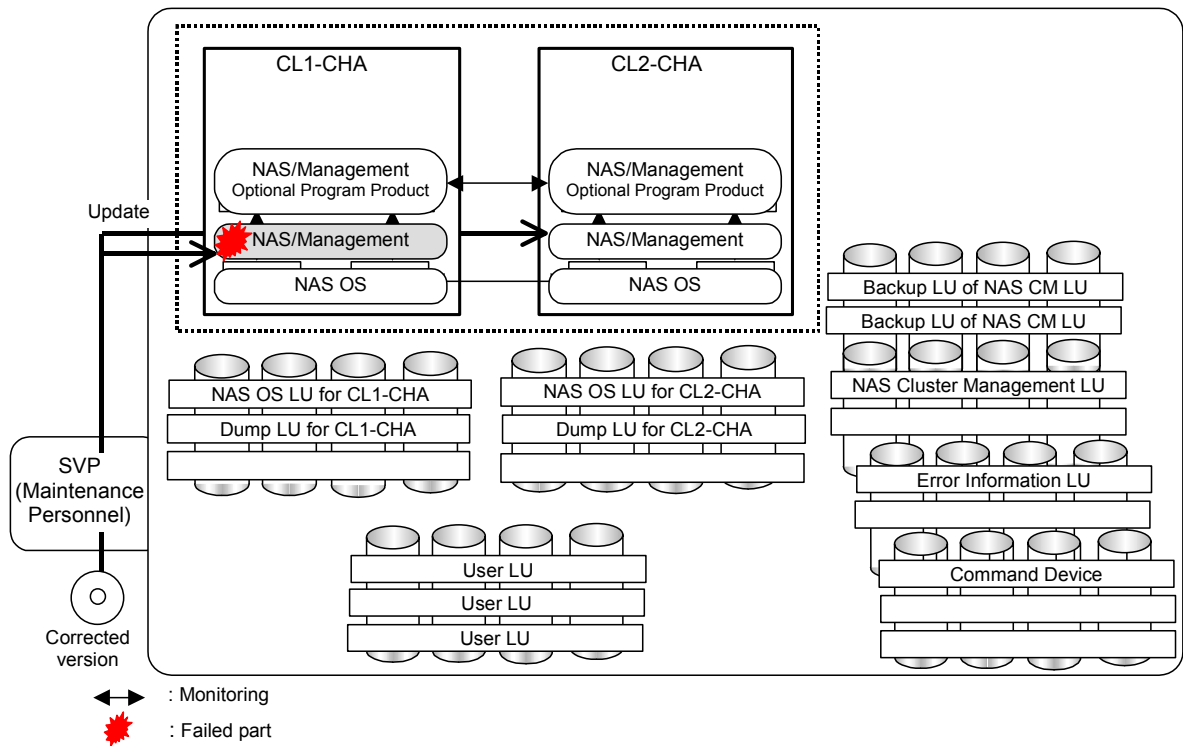 CL1-CHA
CL2-CHA
NAS/Management
Optional Program Product
NAS/Management
Optional Program Product
Update
NAS/Management
NAS/Management
NAS OS
NAS OS
Backup LU of NAS CM LU
Backup LU of NAS CM LU
NAS OS LU for CL1-CHA
NAS OS LU for CL2-CHA
NAS Cluster Management LU
Dump LU for CL1-CHA
Dump LU for CL2-CHA
SVP
(Maintenance
Personnel)
Error Information LU
User LU
User LU
User LU
Command Device
Corrected
version
: Monitoring
: Failed part